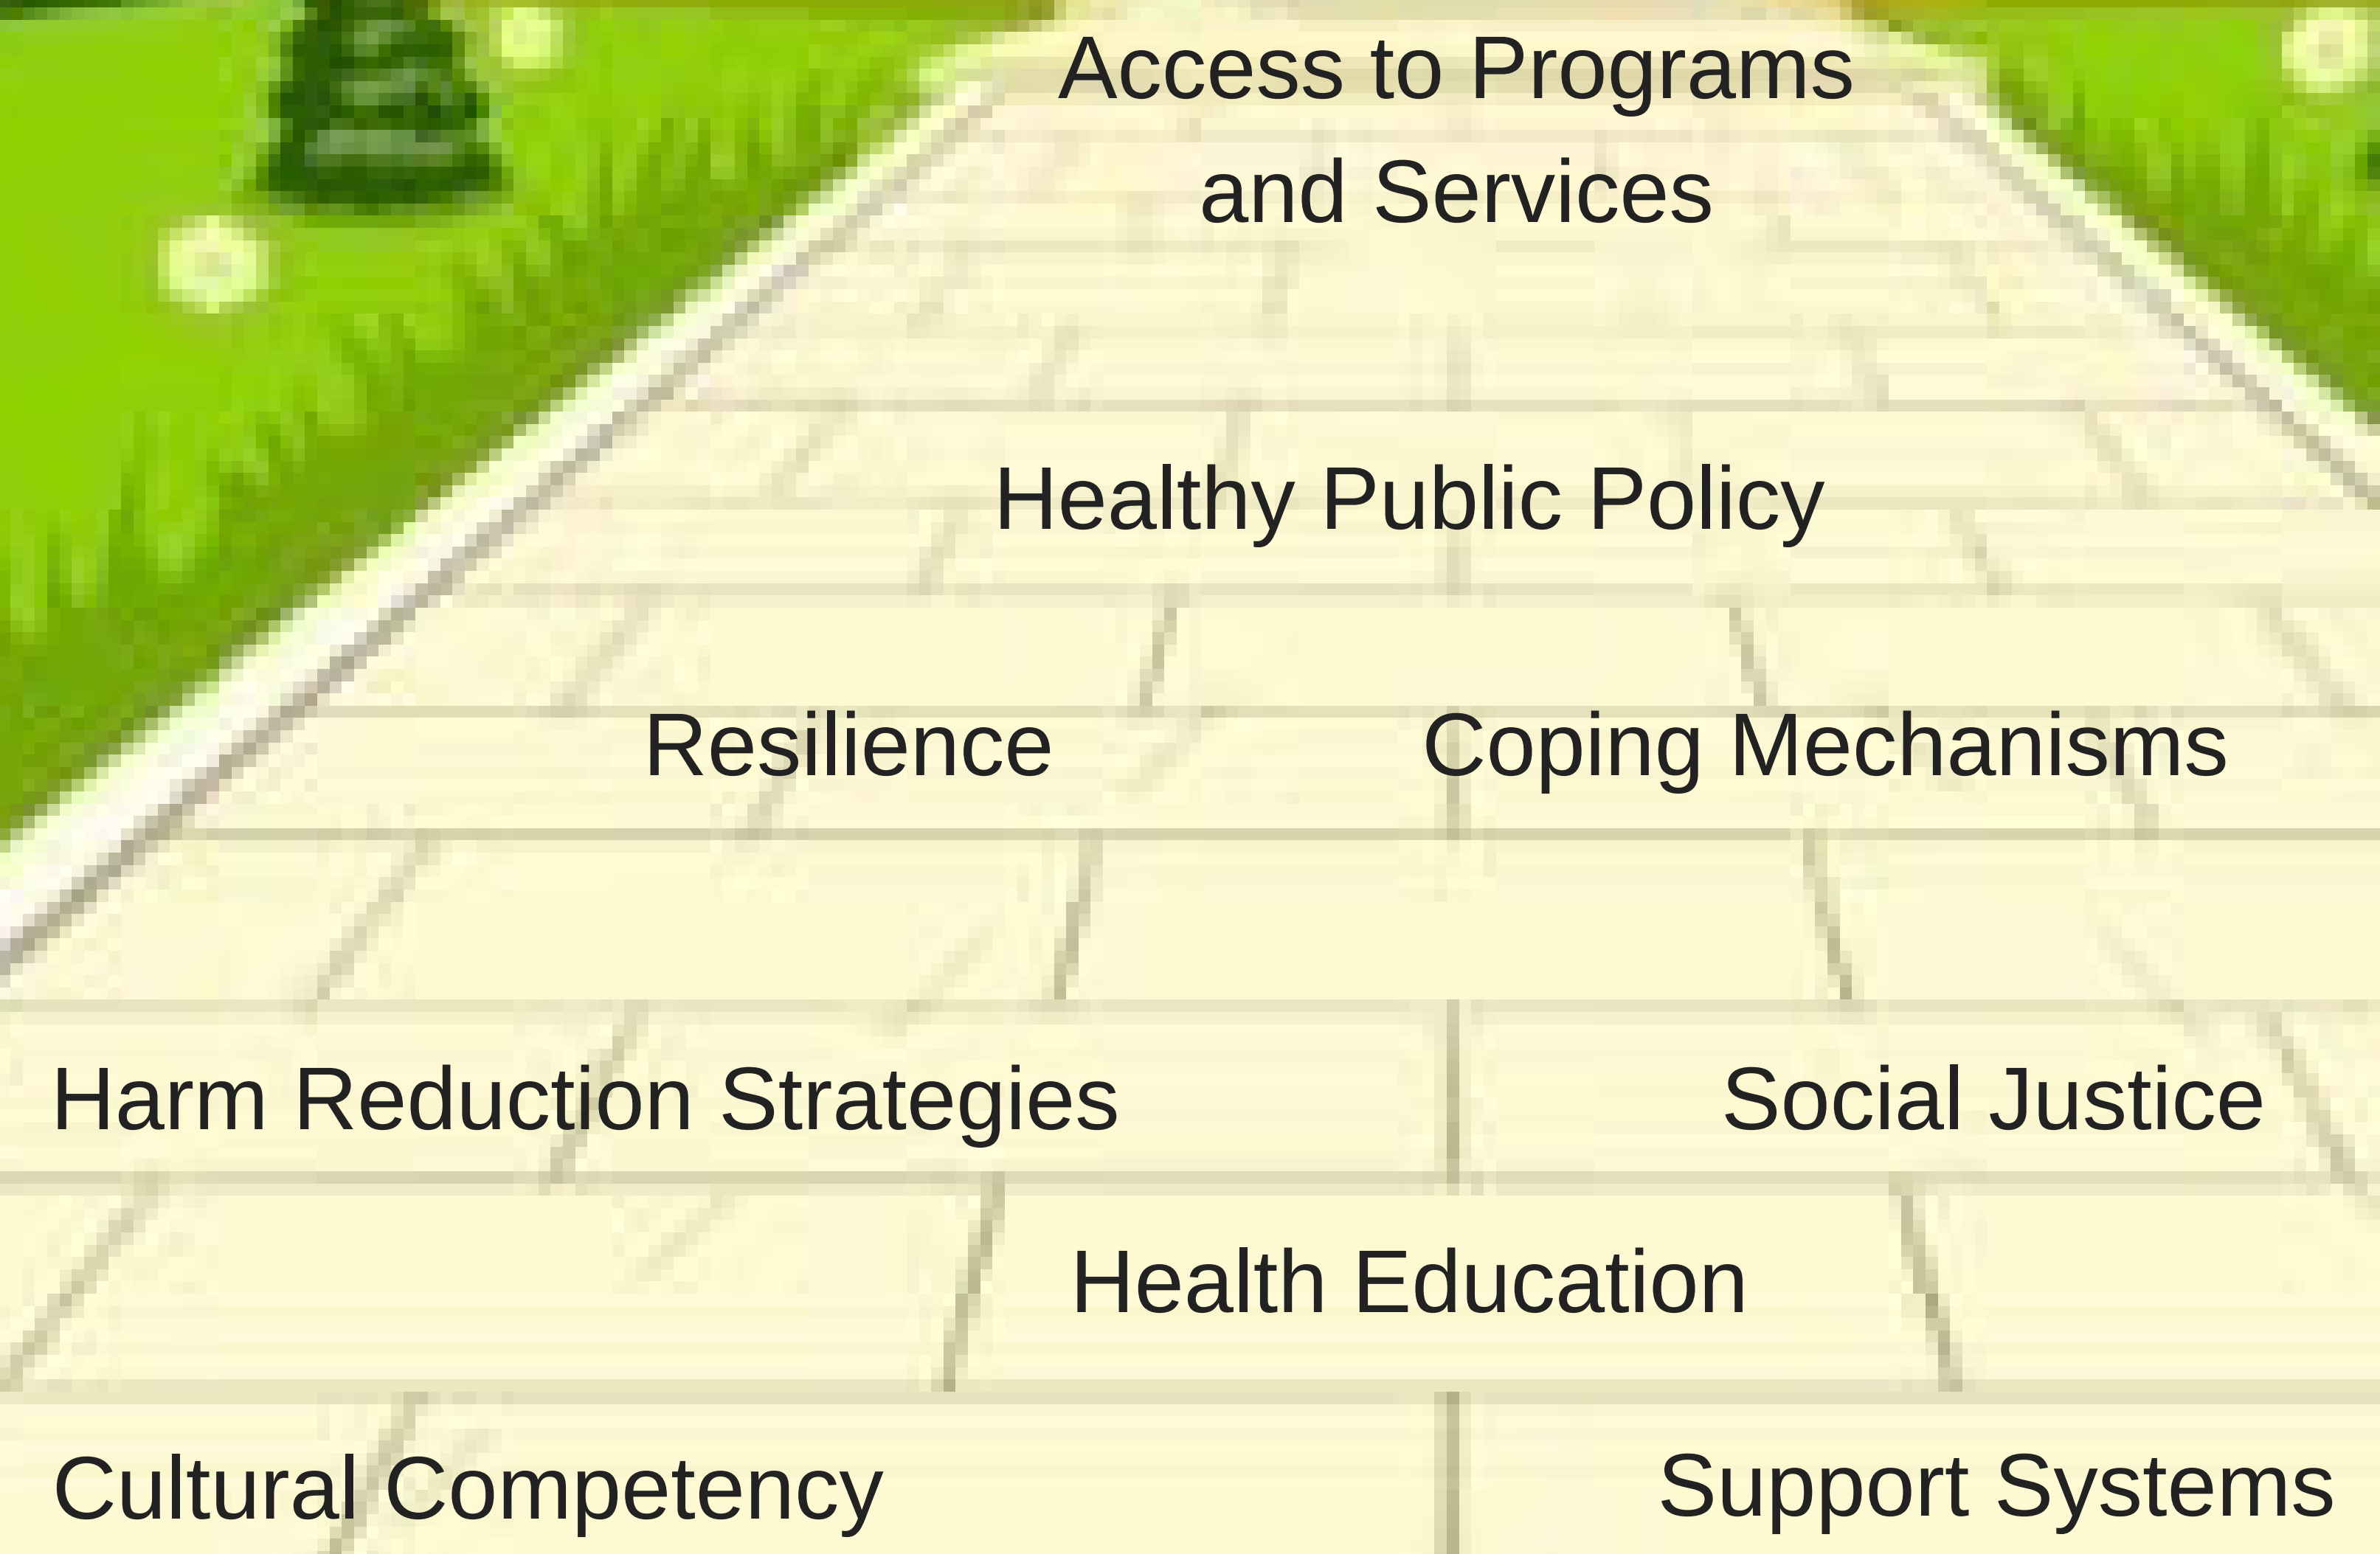 Access to Programs
and Services
Healthy Public Policy
Resilience
Coping Mechanisms
Harm Reduction Strategies
Social Justice
Health Education
Cultural Competency
Support Systems